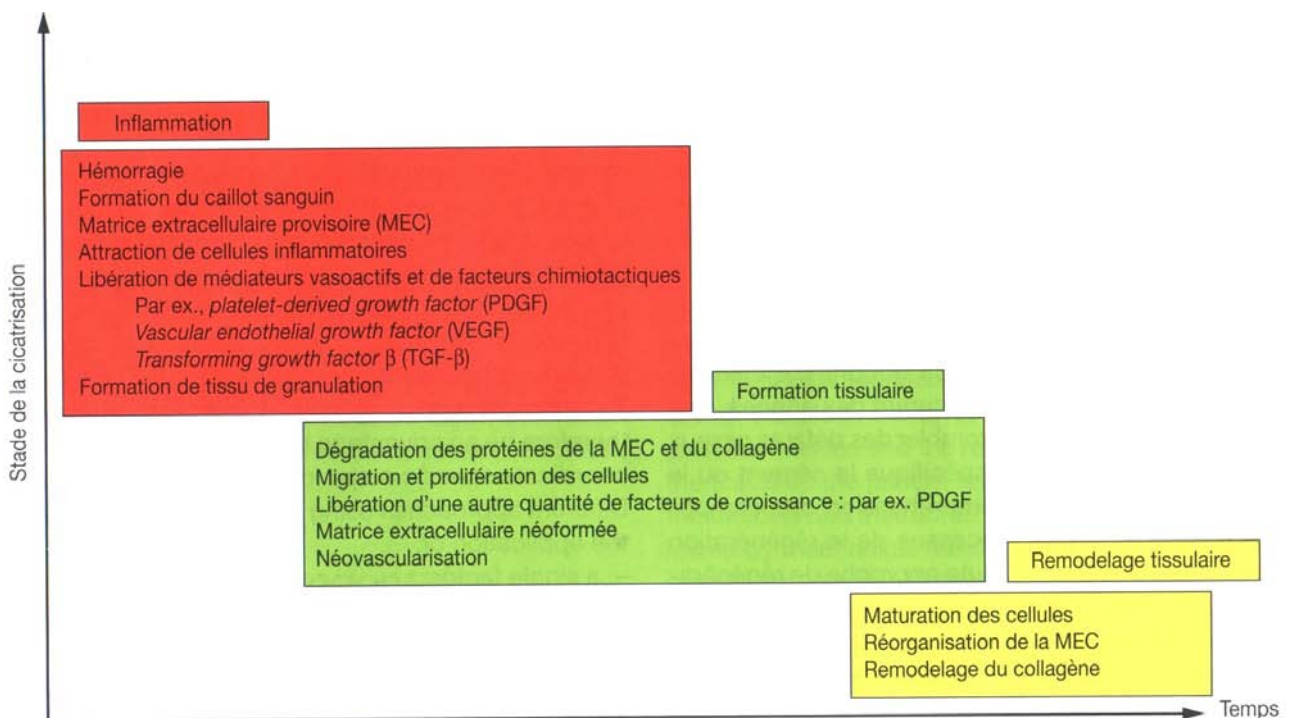 Stade de la cicatrisation
Inflammation
Hémorragie
Formation du caillot sanguin
Matrice extracellulaire provisoire (MEC)
Attraction de cellules inflammatoires
Libération de médiateurs vasoactifs et de facteurs chimiotactiques
Par ex., platelet-derived growth factor (PDGF)
Vascular endothelial growth factor (VEGF)
Transforming growth factor β (TGF-β)
Formation de tissu de granulation
Formation tissulaire
Dégradation des protéines de la MEC et du collagène
Migration et prolifération des cellules
Libération d'une autre quantité de facteurs de croissance : par ex. PDGF
Matrice extracellulaire néoformée
Néovascularisation
Remodelage tissulaire
Maturation des cellules
Réorganisation de la MEC
Remodelage du collagène
Temps